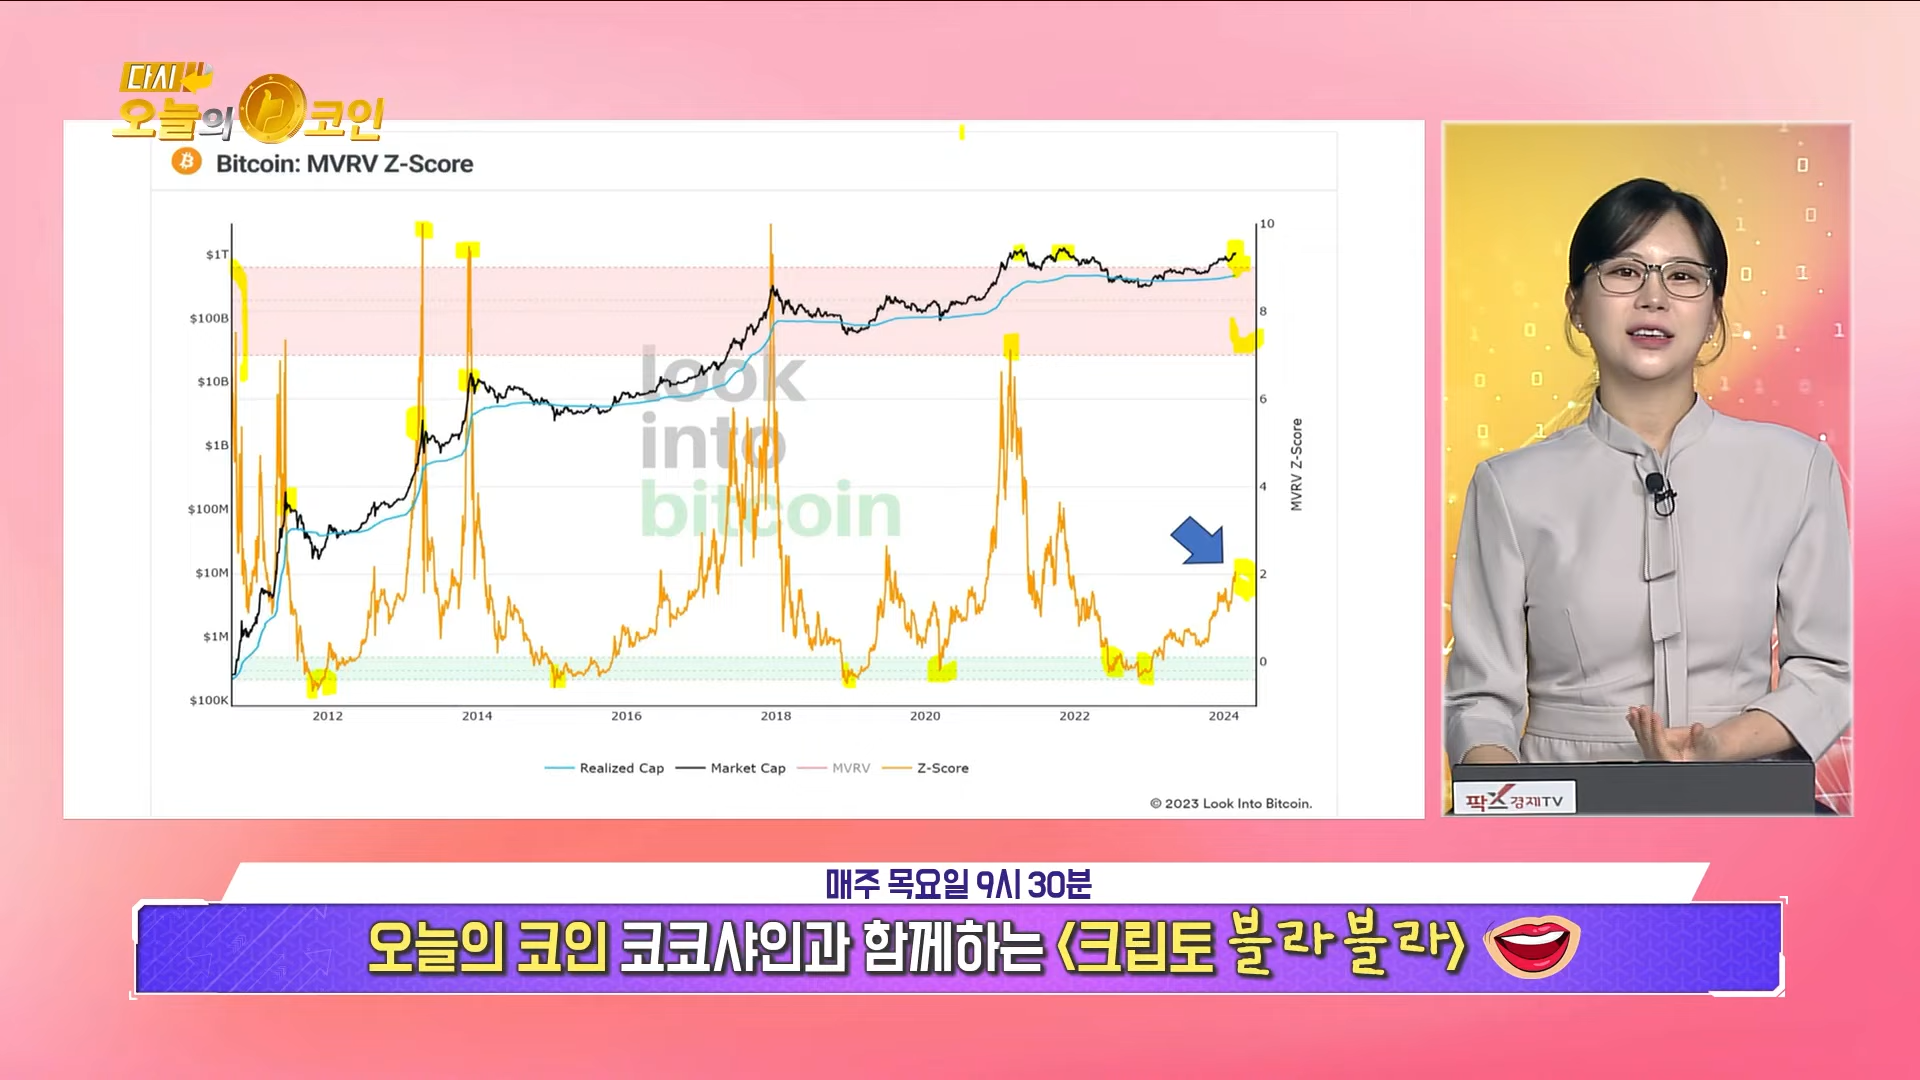 다시
오늘의 코인
Bitcoin: MVRV Z-Score
10
$1T
$100B
8
$10B
6
$1B
MVRV Z-Score
4
$100M
$10M
2
$1M
0
$100K
2012 2014 2016 2018 2020 2022 2024
look
into
bitcoin
Realized Cap Market Cap MVRV Z-Score
© 2023 Look Into Bitcoin.
팍스경제TV
매주 목요일 9시 30분
오늘의 코인 코코샤인과 함께하는 <크립토 블라블라>